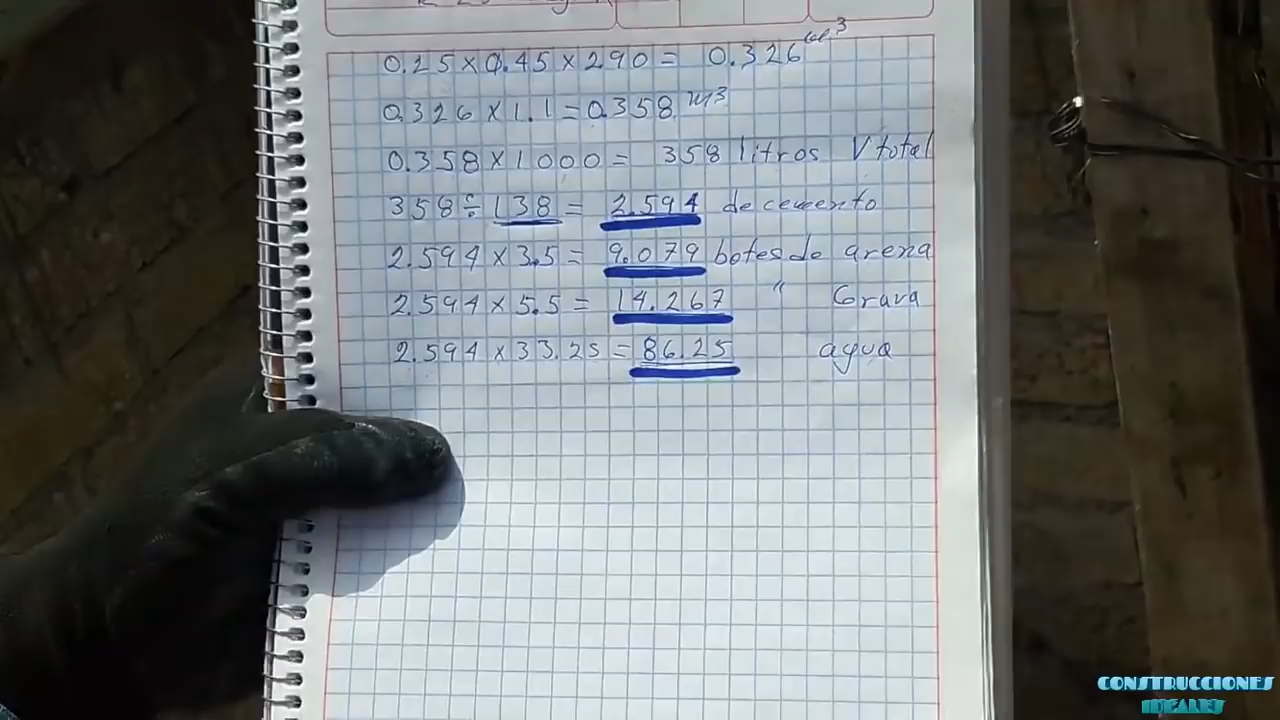 0.25 x 0.45 x 290 = 0.326 m³
0.326 x 1.1 = 0.358 m³
0.358 x 1000 = 358 litros V total
358 ÷ 138 = 2.594 de cemento
2.594 x 3.5 = 9.079 botes de arena
2.594 x 5.5 = 14.267 " Grava
2.594 x 33.25 = 86.25 agua
CONSTRUCCIONES